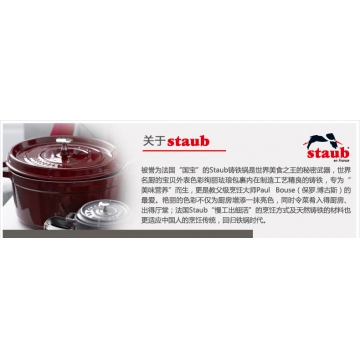 关于staub
staub
en france
被誉为法国“国宝”的Staub铸铁锅是世界美食之王的秘密武器，世界
名厨的宝贝外表色彩绚丽珐琅包裹内在制造工艺精良的铸铁，专为“
美味营养”而生，更是教父级烹饪大师Paul Bouse（保罗.博古斯）的
最爱。艳丽的色彩不仅为厨房增添一抹亮色，同时令菜肴入得厨房、
出得厅堂；法国Staub“慢工出细活”的烹饪方式及天然铸铁的材料也
更适应中国人的烹饪传统，回归铁锅时代。